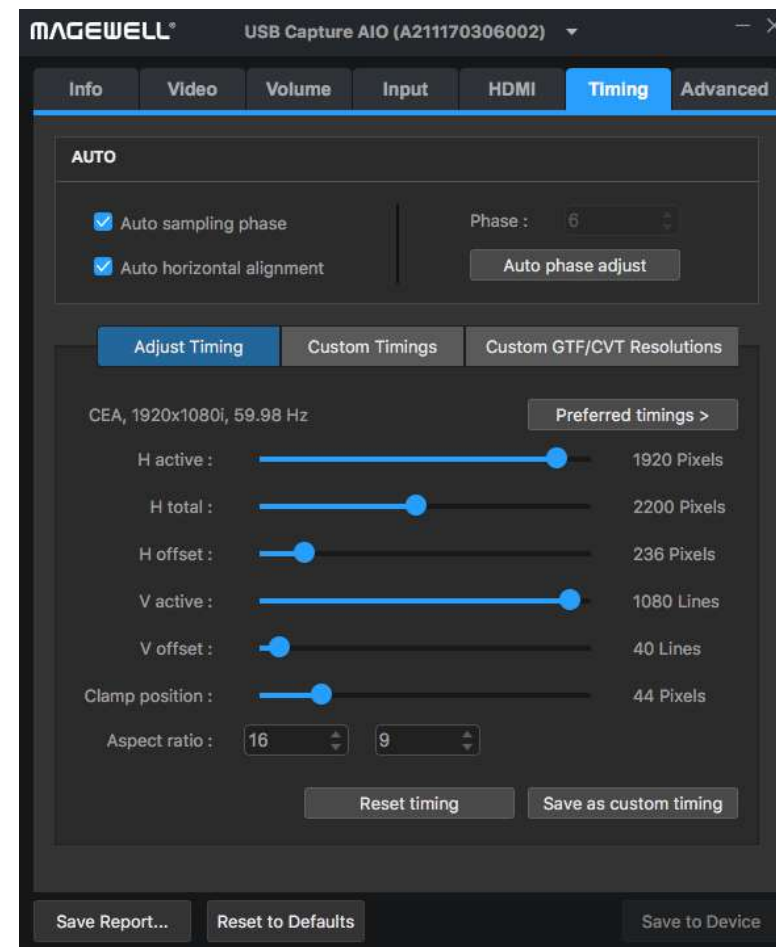 MAGEWELL® USB Capture AIO (A211170306002)
Info Video Volume Input HDMI Timing Advanced
AUTO
Auto sampling phase Phase : 6
Auto horizontal alignment Auto phase adjust
Adjust Timing Custom Timings Custom GTF/CVT Resolutions
CEA, 1920x1080i, 59.98 Hz Preferred timings >
H active : 1920 Pixels
H total : 2200 Pixels
H offset : 236 Pixels
V active : 1080 Lines
V offset : 40 Lines
Clamp position : 44 Pixels
Aspect ratio : 16 9
Reset timing Save as custom timing
Save Report... Reset to Defaults Save to Device